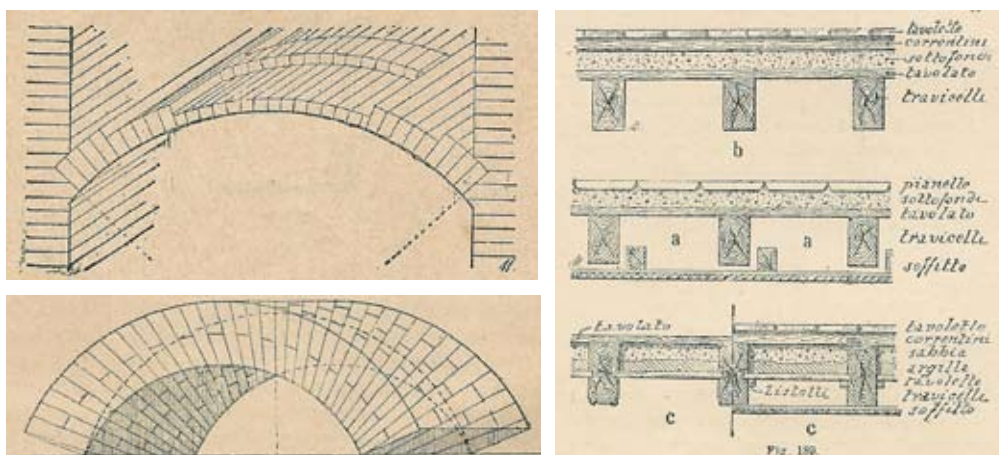 tavolette
correntini
sottofondo
tavolato
travicelli
b
pianelle
sottofondo
tavolato
travicelli
a a
soffitto
tavolato
tavolette
correntini
sabbia
argille
tavolelle
travicelli
Listelli
soffitto
c c
Fig. 189.